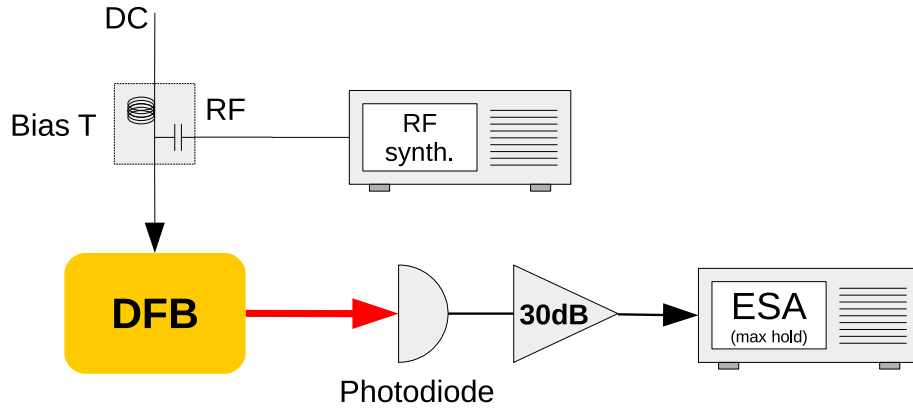 DC
Bias T
RF
RF
synth.
DFB
30dB
ESA
(max hold)
Photodiode